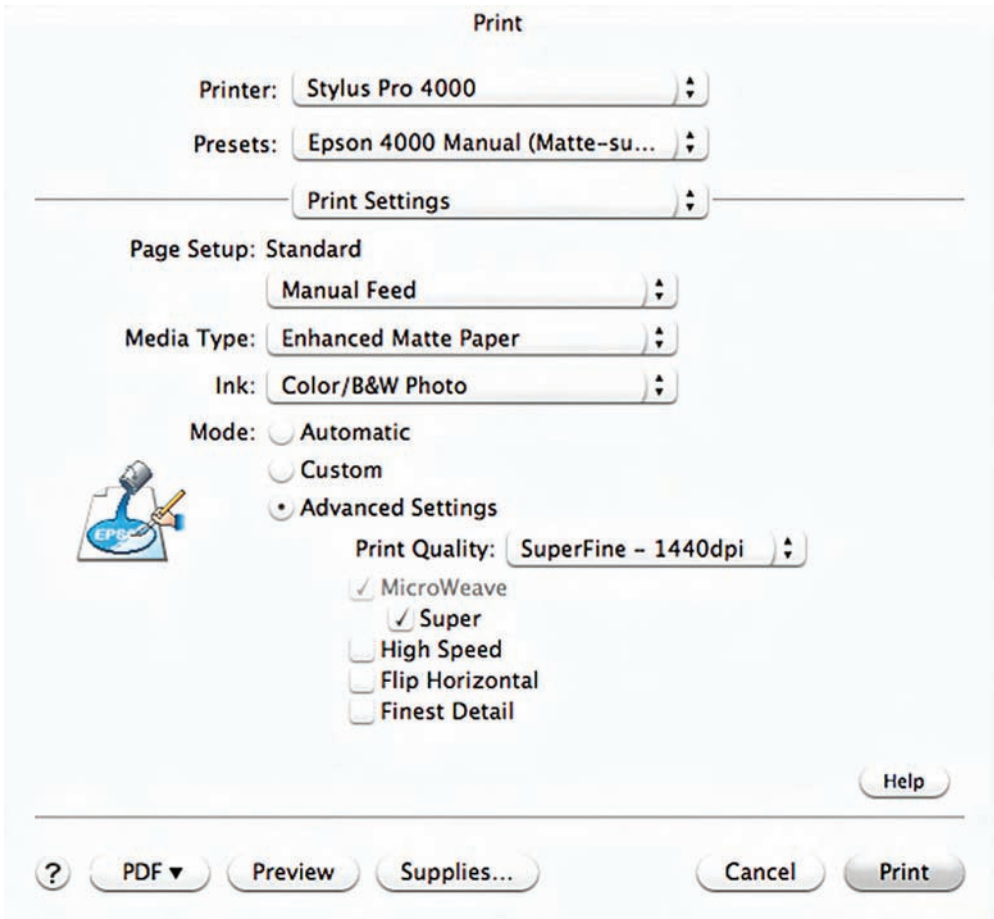 Print
Printer: Stylus Pro 4000
Presets: Epson 4000 Manual (Matte-su...
Print Settings
Page Setup: Standard
Manual Feed
Media Type: Enhanced Matte Paper
Ink: Color/B&W Photo
Mode: Automatic
Custom
Advanced Settings
EPSO
Print Quality: SuperFine - 1440dpi
MicroWeave
Super
High Speed
Flip Horizontal
Finest Detail
Help
? PDF Preview Supplies... Cancel Print